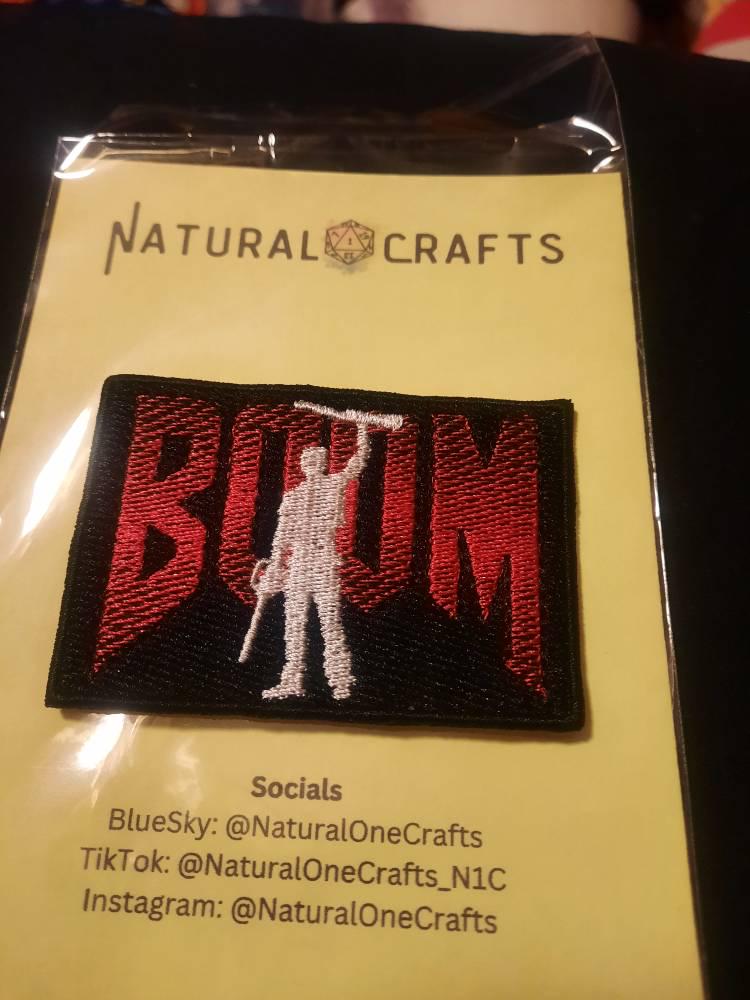 NATURAL CRAFTS
BOOM
Socials
BlueSky: @NaturalOneCrafts
TikTok: @NaturalOneCrafts_N1C
Instagram: @NaturalOneCrafts